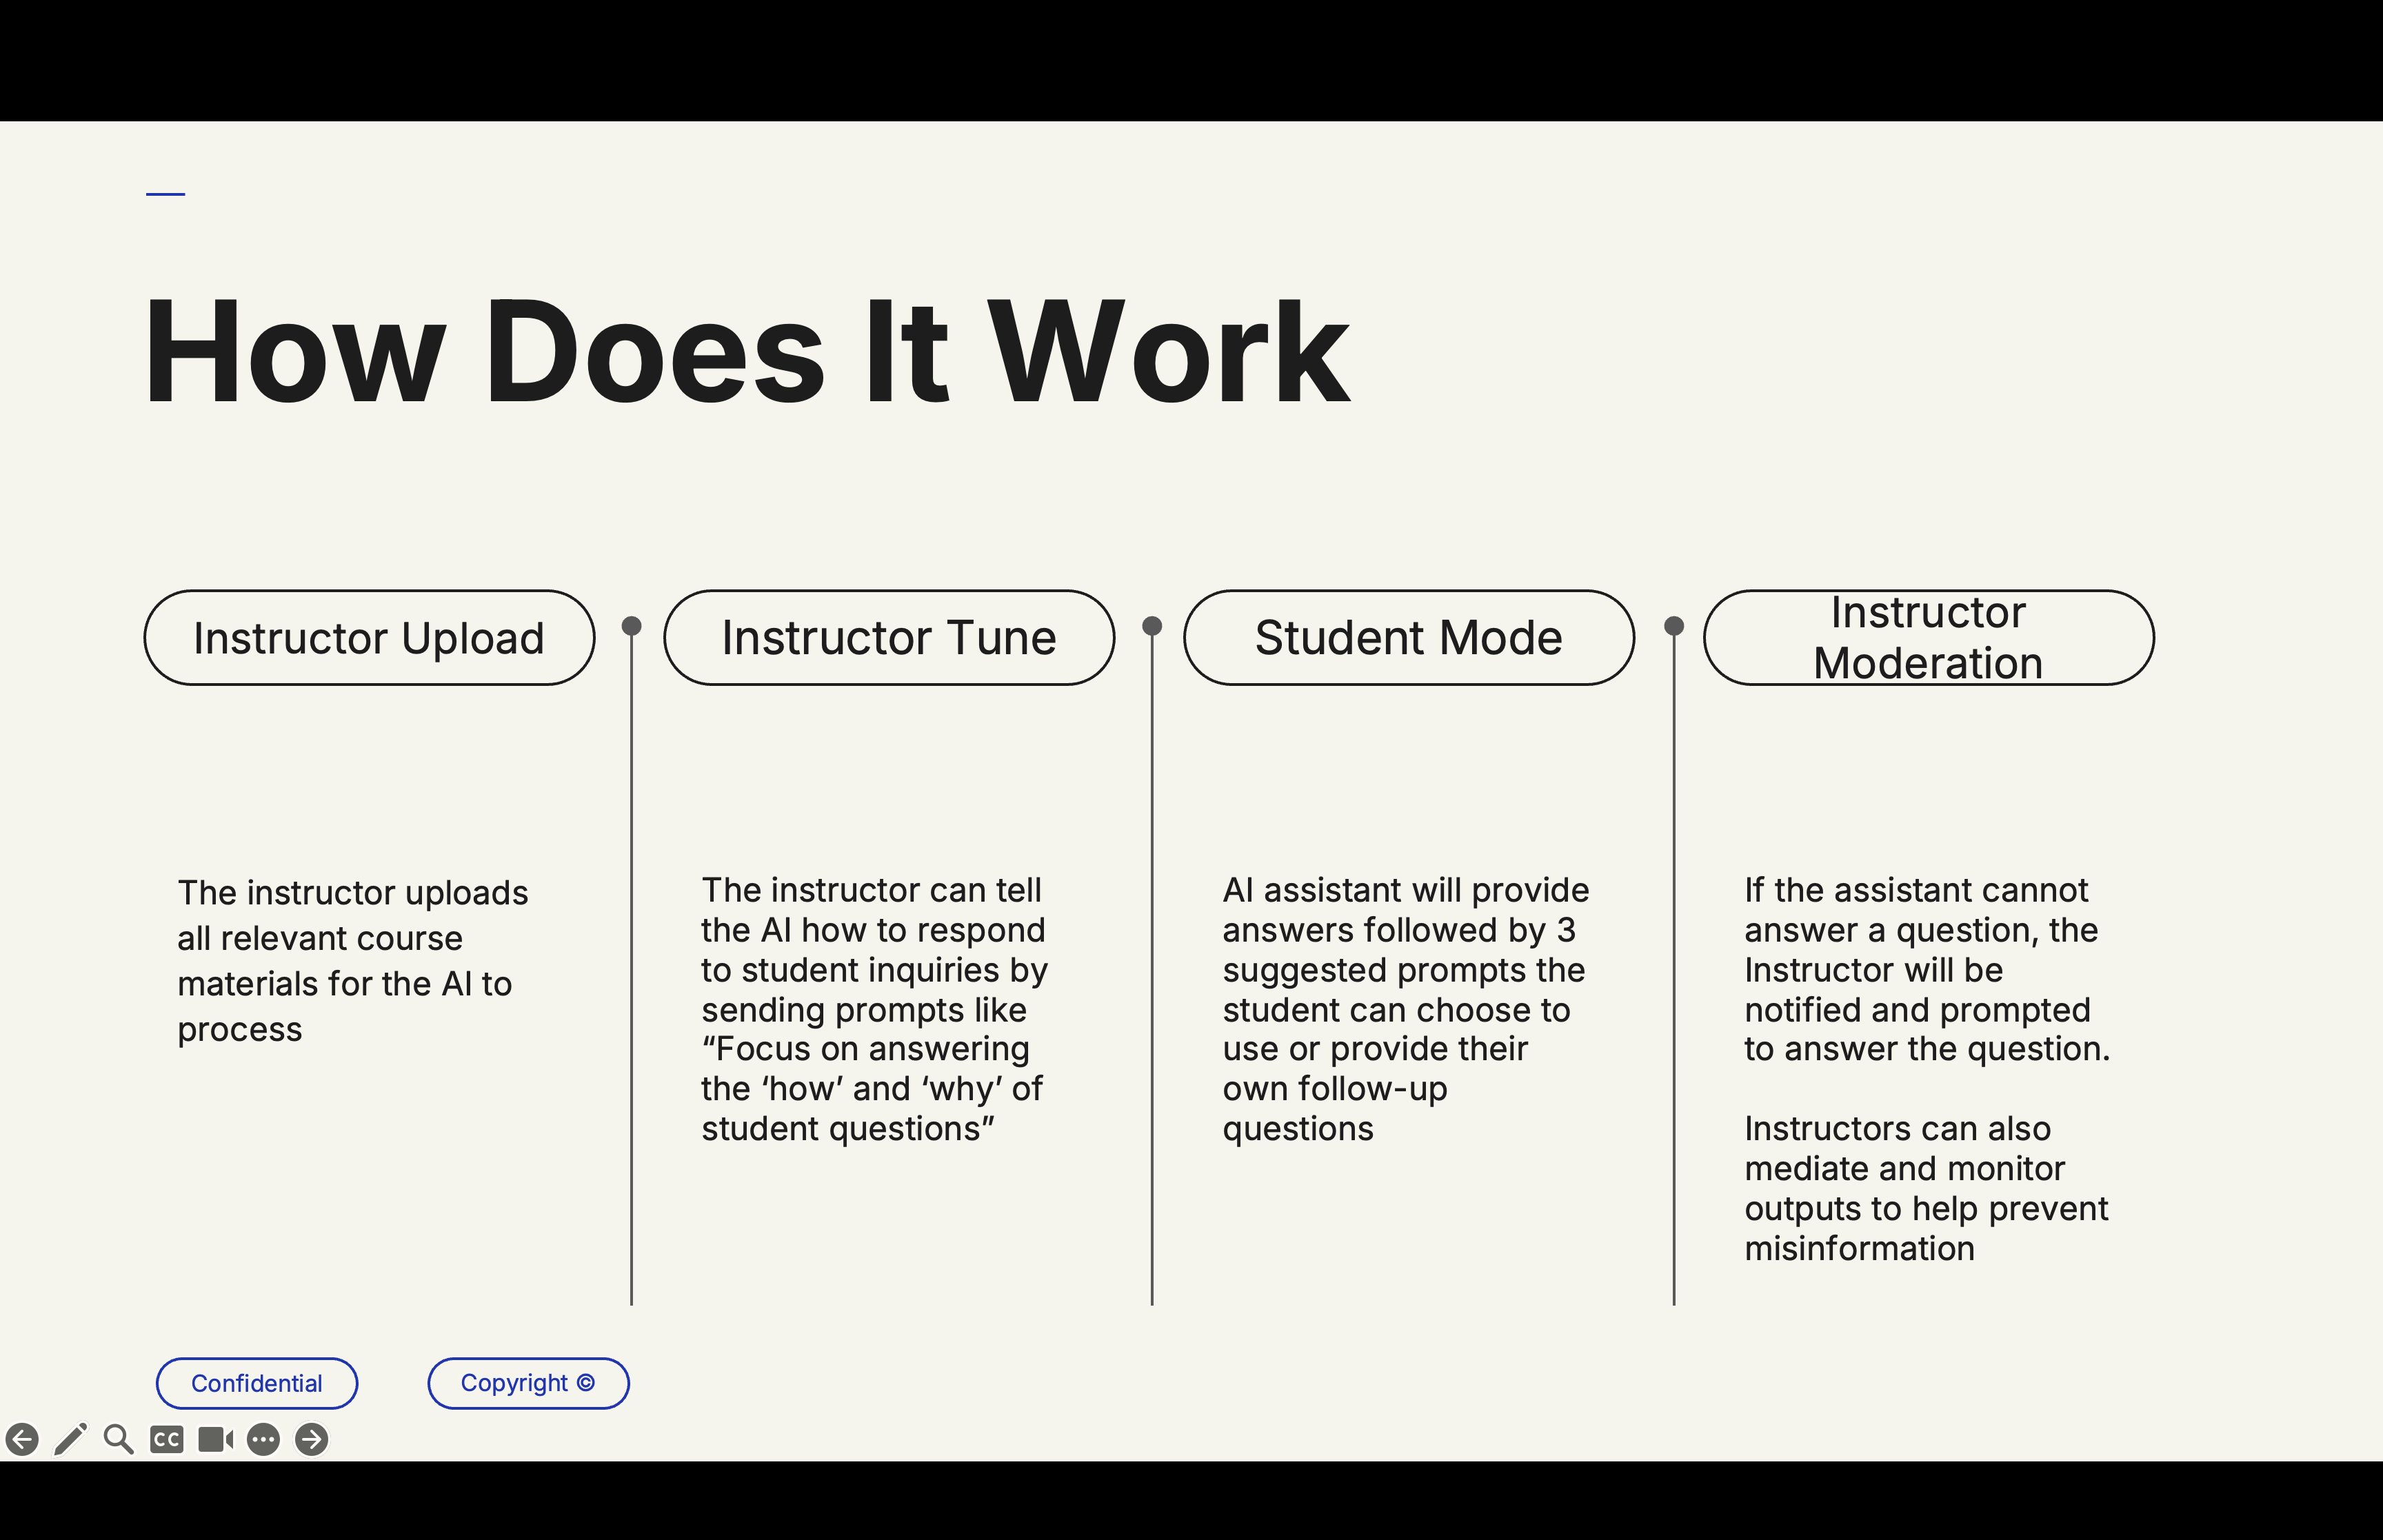 How Does It Work
Instructor Upload
The instructor uploads
all relevant course
materials for the AI to
process
Instructor Tune
The instructor can tell
the AI how to respond
to student inquiries by
sending prompts like
“Focus on answering
the ‘how’ and ‘why’ of
student questions”
Student Mode
AI assistant will provide
answers followed by 3
suggested prompts the
student can choose to
use or provide their
own follow-up
questions
Instructor
Moderation
If the assistant cannot
answer a question, the
Instructor will be
notified and prompted
to answer the question.
Instructors can also
mediate and monitor
outputs to help prevent
misinformation
Confidential
Copyright ©
CC